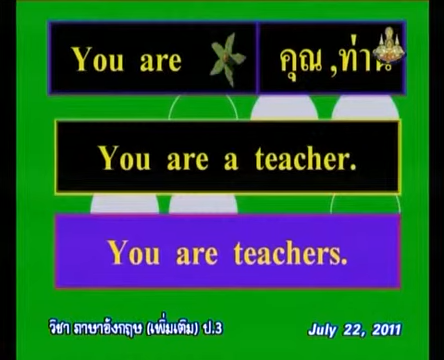 You are คุณ ,ท่าน
You are a teacher.
You are teachers.
วิชา ภาษาอังกฤษ (เพิ่มเติม) ป.3 July 22, 2011